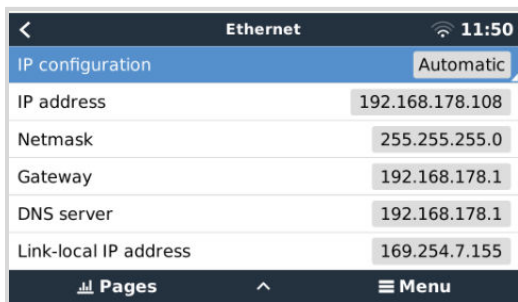 Ethernet 11:50
IP configuration Automatic
IP address 192.168.178.108
Netmask 255.255.255.0
Gateway 192.168.178.1
DNS server 192.168.178.1
Link-local IP address 169.254.7.155
Pages Menu